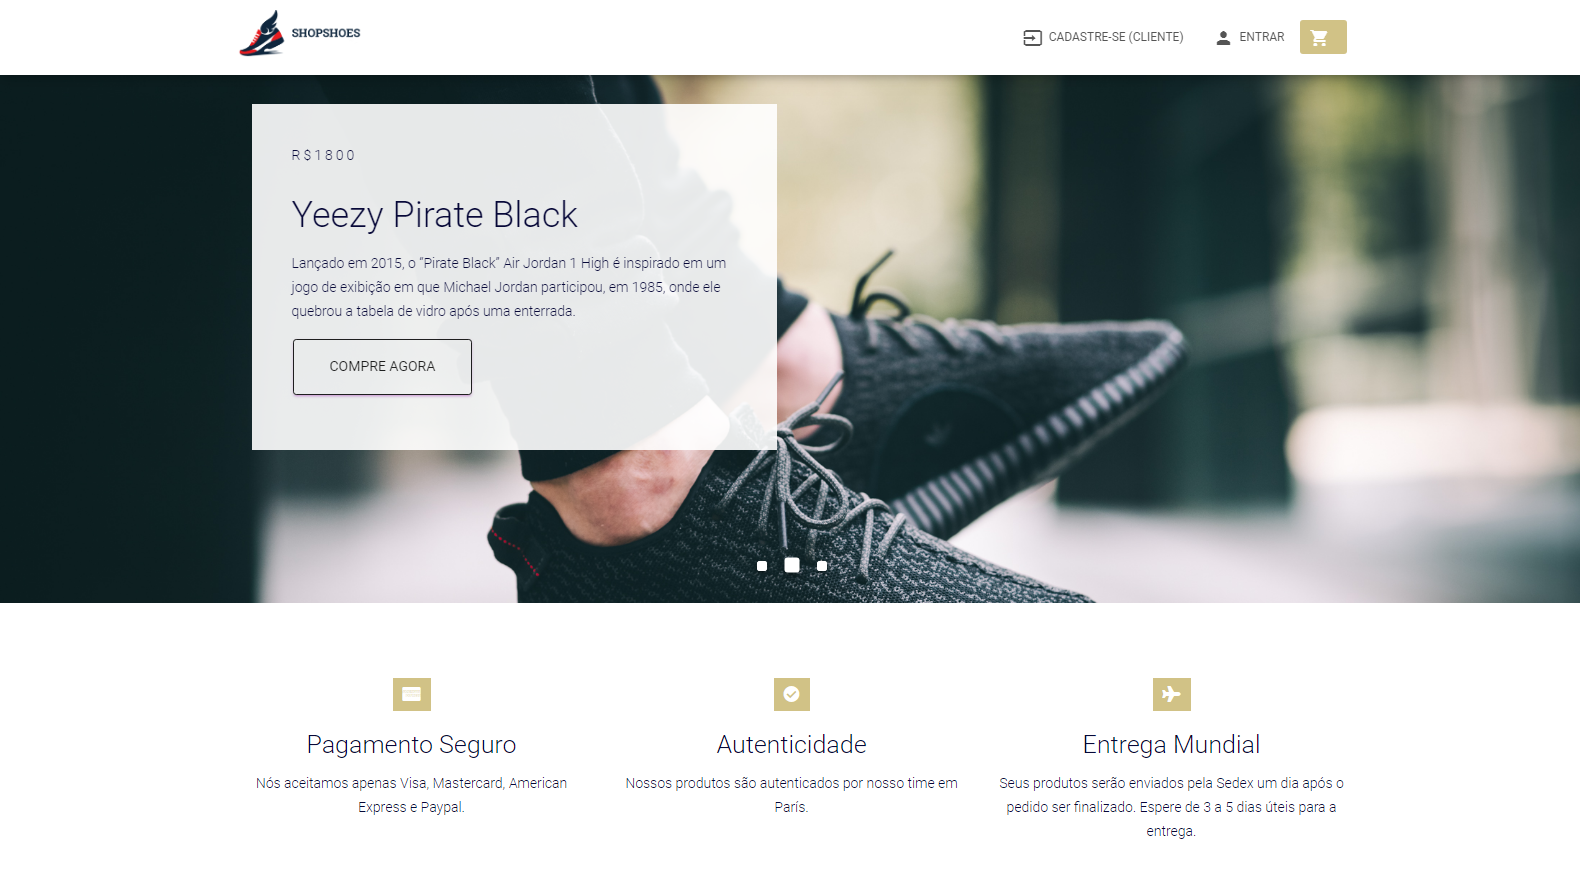 SHOPSHOES
CADASTRE-SE (CLIENTE)
ENTRAR
R$1800
Yeezy Pirate Black
Lançado em 2015, o “Pirate Black” Air Jordan 1 High é inspirado em um
jogo de exibição em que Michael Jordan participou, em 1985, onde ele
quebrou a tabela de vidro após uma enterrada.
COMPRE AGORA
Pagamento Seguro
Nós aceitamos apenas Visa, Mastercard, American
Express e Paypal.
Autenticidade
Nossos produtos são autenticados por nosso time em
París.
Entrega Mundial
Seus produtos serão enviados pela Sedex um dia após o
pedido ser finalizado. Espere de 3 a 5 dias úteis para a
entrega.